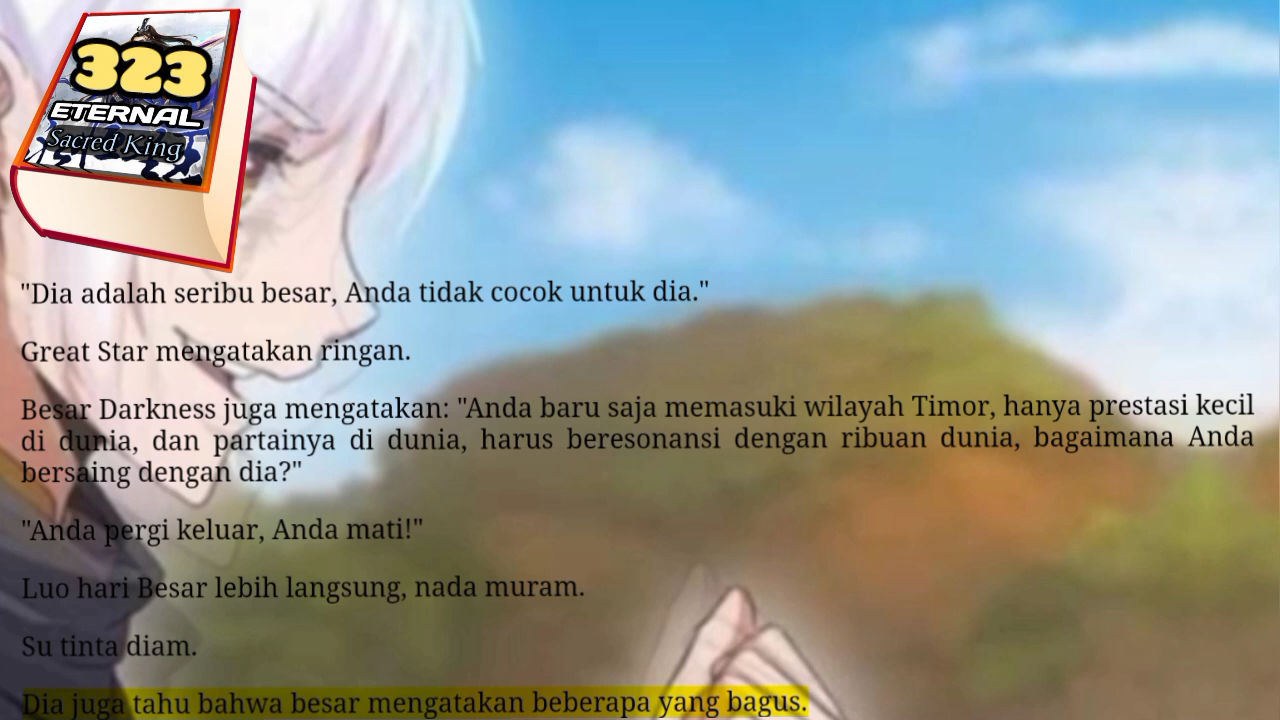 323
ETERNAL
Sacred King
"Dia adalah seribu besar, Anda tidak cocok untuk dia."
Great Star mengatakan ringan.
Besar Darkness juga mengatakan: "Anda baru saja memasuki wilayah Timor, hanya prestasi kecil
di dunia, dan partainya di dunia, harus beresonansi dengan ribuan dunia, bagaimana Anda
bersaing dengan dia?"
"Anda pergi keluar, Anda mati!"
Luo hari Besar lebih langsung, nada muram.
Su tinta diam.
Dia juga tahu bahwa besar mengatakan beberapa yang bagus.